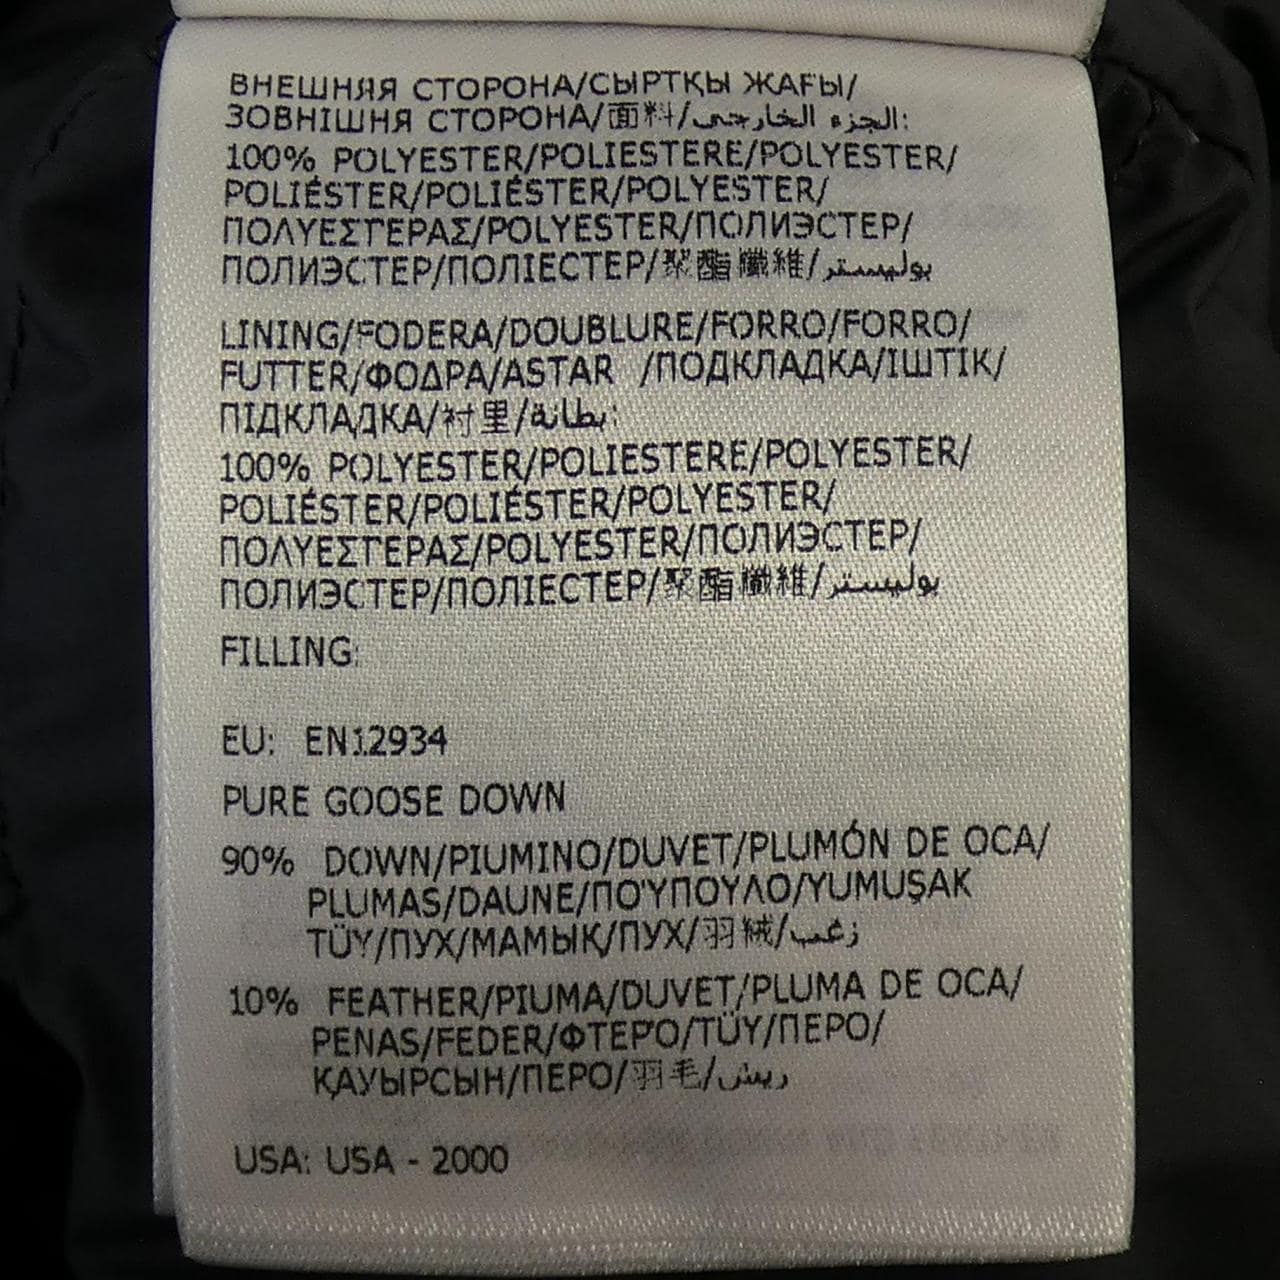 ВНЕШНЯЯ СТОРОНА/СЫРТҚЫ ЖАҒЫ/
ЗОВНІШНЯ СТОРОНА/面料/الجزء الخارجي:
100% POLYESTER/POLIESTERE/POLYESTER/
POLIÉSTER/POLIÉSTER/POLYESTER/
ΠΟΛΥΕΣΤΕΡΑΣ/POLYESTER/ПОЛИЭСТЕР/
ПОЛИЭСТЕР/ПОЛІЕСТЕР/聚酯纖維/بوليستر
LINING/FODERA/DOUBLURE/FORRO/FORRO/
FUTTER/ΦΟΔΡΑ/ASTAR /ПОДКЛАДКА/ІШТІК/
ПІДКЛАДКА/衬里/بطانة:
100% POLYESTER/POLIESTERE/POLYESTER/
POLIÉSTER/POLIÉSTER/POLYESTER/
ΠΟΛΥΕΣΤΕΡΑΣ/POLYESTER/ПОЛИЭСТЕР/
ПОЛИЭСТЕР/ПОЛІЕСТЕР/聚酯纖維/بوليستر
FILLING:
EU: EN12934
PURE GOOSE DOWN
90% DOWN/PIUMINO/DUVET/PLUMÓN DE OCA/
PLUMAS/DAUNE/ΠΟΎΠΟΥΛΟ/YUMUŞAK
TÜY/ПУХ/МАМЫҚ/ПУХ/羽絨/زغب
10% FEATHER/PIUMA/DUVET/PLUMA DE OCA/
PENAS/FEDER/ΦΤΕΡΌ/TÜY/ПЕРО/
ҚАУЫРСЫН/ПЕРО/羽毛/ريش
USA: USA - 2000